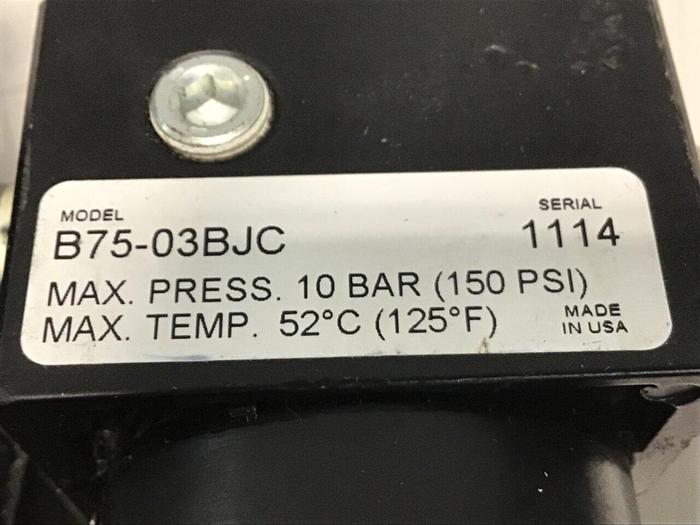 MODEL
B75-03BJC
SERIAL
1114
MAX. PRESS. 10 BAR (150 PSI)
MAX. TEMP. 52°C (125°F)
MADE
IN USA